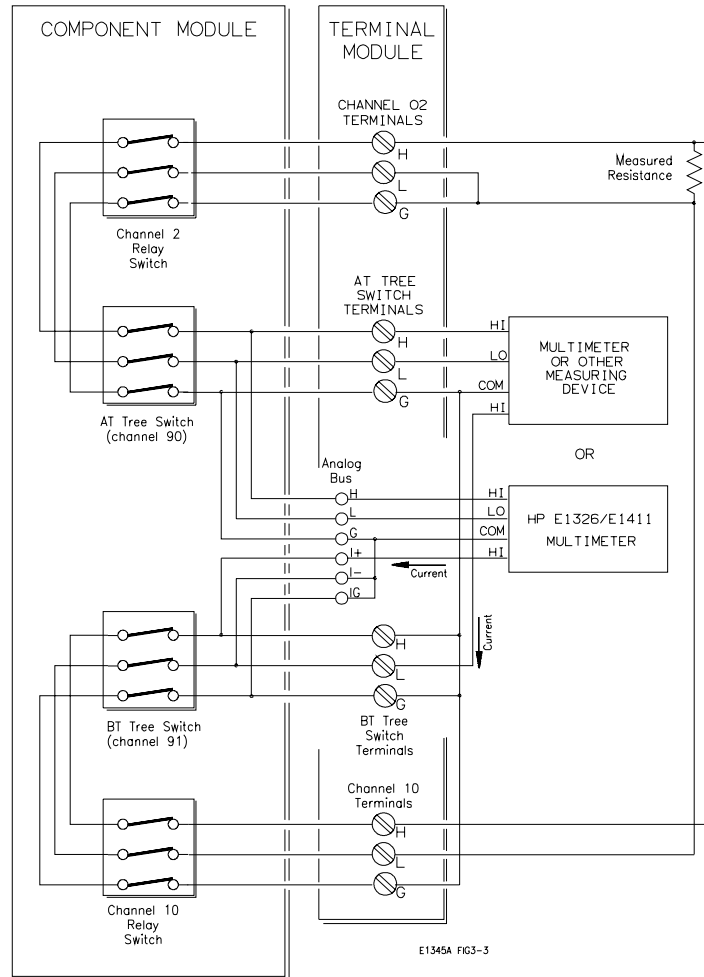 COMPONENT MODULE
TERMINAL
MODULE
CHANNEL 02
TERMINALS
H
L
G
Measured
Resistance
Channel 2
Relay
Switch
AT TREE
SWITCH
TERMINALS
H
L
G
HI
LO
COM
HI
MULTIMETER
OR OTHER
MEASURING
DEVICE
AT Tree Switch
(channel 90)
OR
Analog
Bus
H
L
G
I+
I-
IG
HI
LO
COM
HI
HP E1326/E1411
MULTIMETER
Current
Current
H
L
G
BT Tree Switch
(channel 91)
BT Tree
Switch
Terminals
Channel 10
Terminals
H
L
G
Channel 10
Relay
Switch
E1345A FIG3-3